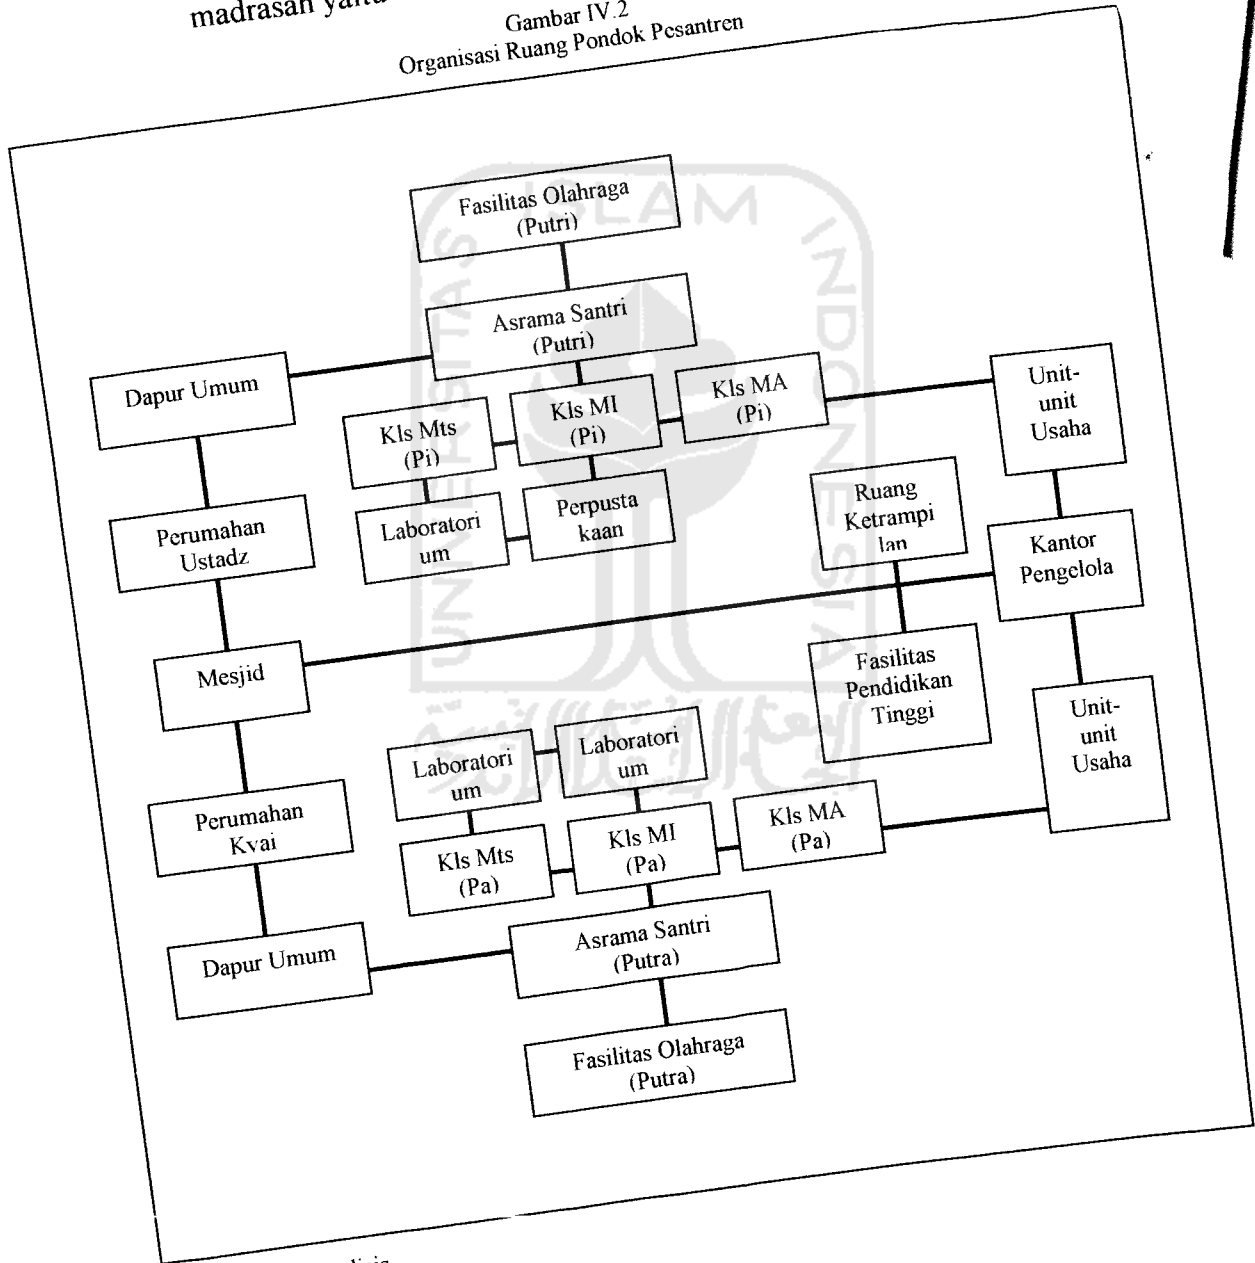 madrasah yaitu
Gambar IV.2
Organisasi Ruang Pondok Pesantren
Fasilitas Olahraga
(Putri)
Asrama Santri
(Putri)
Dapur Umum
Kls Mts
(Pi)
Kls MI
(Pi)
Kls MA
(Pi)
Unit-
unit
Usaha
Perumahan
Ustadz
Laboratori
um
Perpusta
kaan
Ruang
Ketrampi
lan
Kantor
Pengelola
Mesjid
Fasilitas
Pendidikan
Tinggi
Unit-
unit
Usaha
Laboratori
um
Laboratori
um
Perumahan
Kyai
Kls Mts
(Pa)
Kls MI
(Pa)
Kls MA
(Pa)
Dapur Umum
Asrama Santri
(Putra)
Fasilitas Olahraga
(Putra)
UNIVERSITAS
ISLAM
INDONESIA